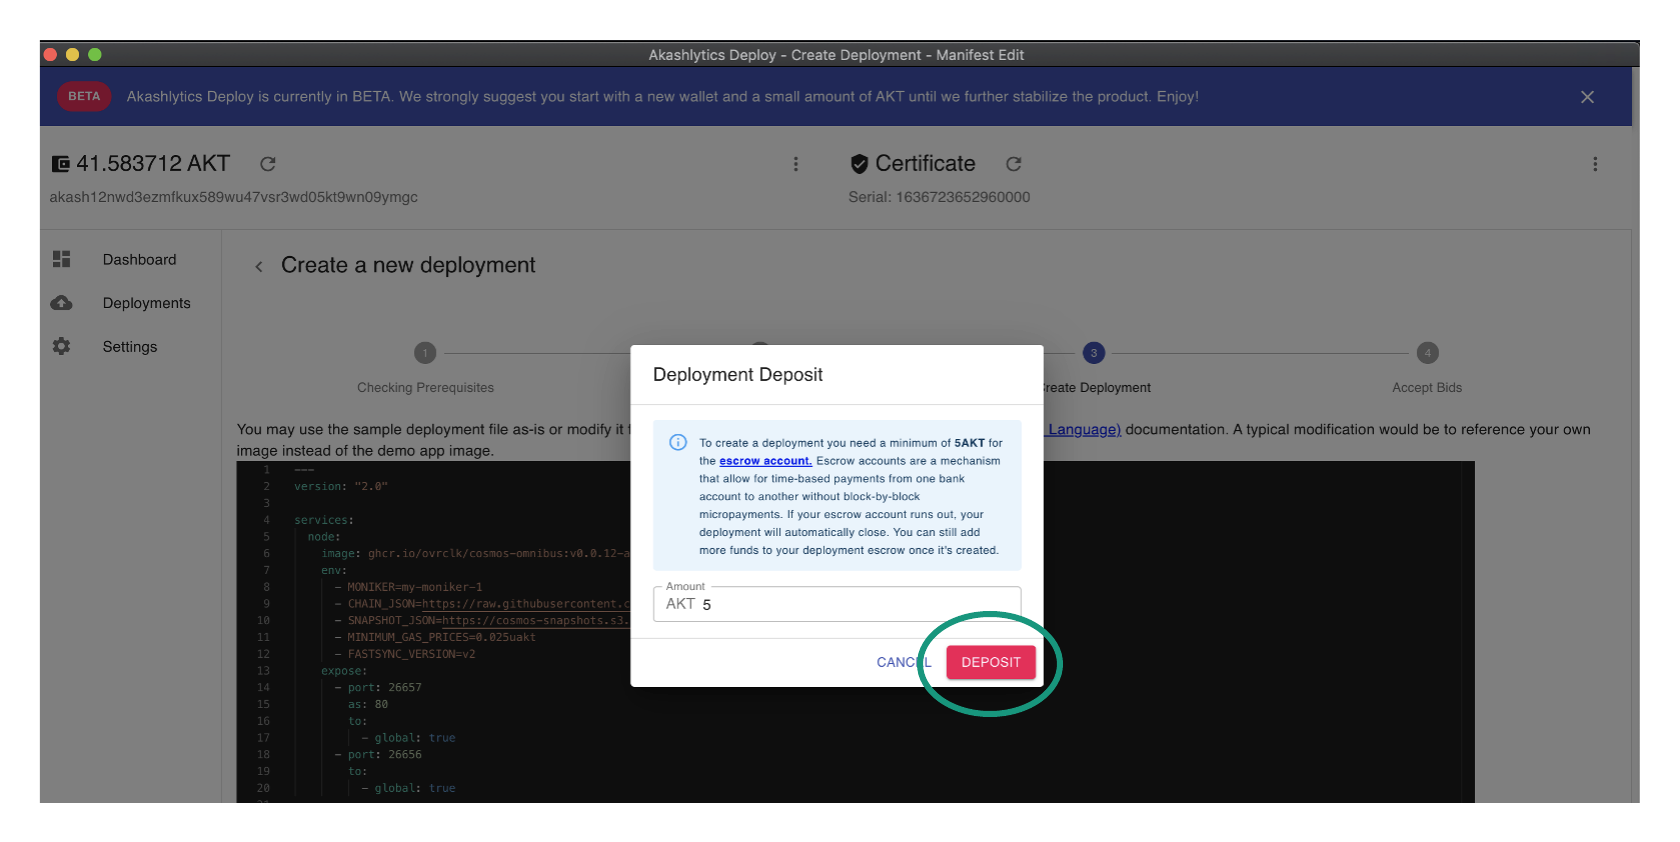 Akashlytics Deploy - Create Deployment - Manifest Edit
BETA Akashlytics Deploy is currently in BETA. We strongly suggest you start with a new wallet and a small amount of AKT until we further stabilize the product. Enjoy!
41.583712 AKT
akash12nwd3ezmfkux589wu47vsr3wd05kt9wn09ymgc
Certificate
Serial: 1636723652960000
Dashboard
Deployments
Settings
Create a new deployment
1
Checking Prerequisites
3
Create Deployment
4
Accept Bids
You may use the sample deployment file as-is or modify it
Language) documentation. A typical modification would be to reference your own
image instead of the demo app image.
1 ---
2 version: "2.0"
3
4 services:
5 node:
6 image: ghcr.io/ovrclk/cosmos-omnibus:v0.0.12-a
7 env:
8 - MONIKER=my-moniker-1
9 - CHAIN_JSON=https://raw.githubusercontent.c
10 - SNAPSHOT_JSON=https://cosmos-snapshots.s3.
11 - MINIMUM_GAS_PRICES=0.025uakt
12 - FASTSYNC_VERSION=v2
13 expose:
14 - port: 26657
15 as: 80
16 to:
17 - global: true
18 - port: 26656
19 to:
20 - global: true
Deployment Deposit
To create a deployment you need a minimum of 5AKT for
the escrow account. Escrow accounts are a mechanism
that allow for time-based payments from one bank
account to another without block-by-block
micropayments. If your escrow account runs out, your
deployment will automatically close. You can still add
more funds to your deployment escrow once it's created.
Amount
AKT 5
CANCEL DEPOSIT